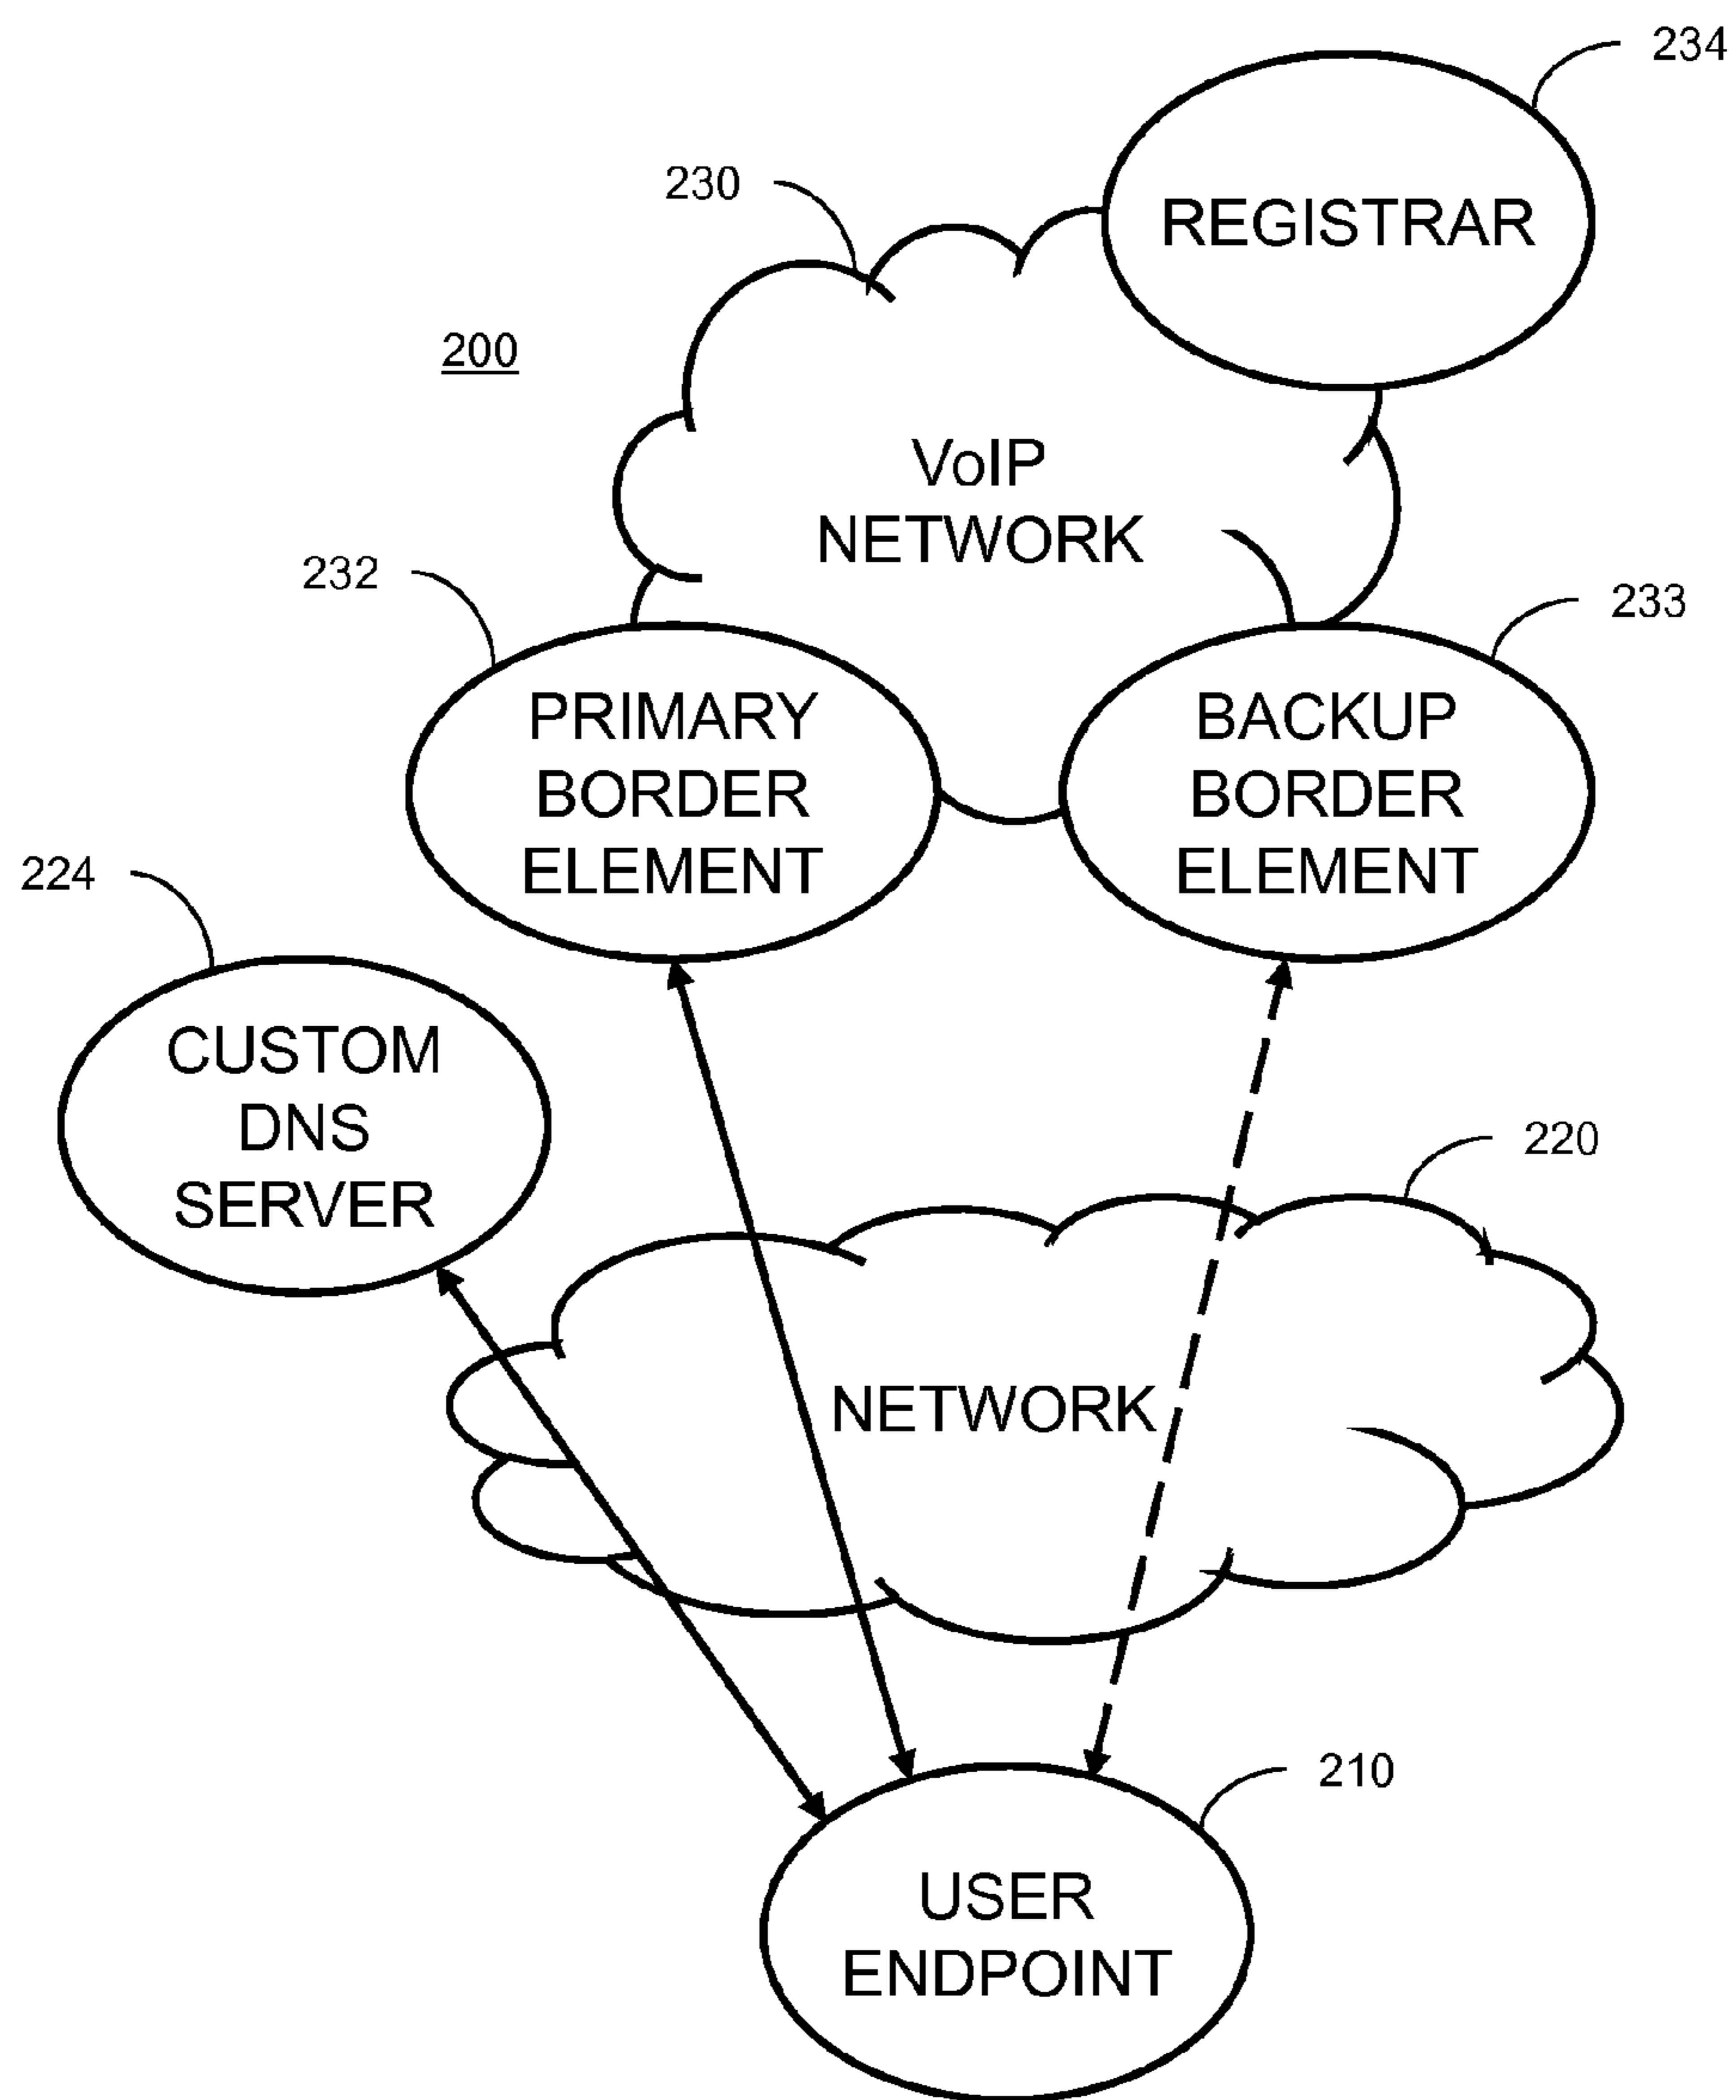 234
230
REGISTRAR
200
VoIP
NETWORK
232
233
PRIMARY
BORDER
ELEMENT
BACKUP
BORDER
ELEMENT
224
CUSTOM
DNS
SERVER
220
NETWORK
210
USER
ENDPOINT